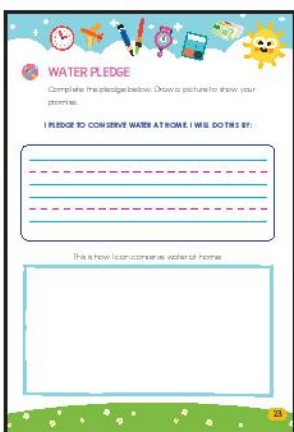 WATER PLEDGE
Complete the pledge below. Draw a picture to show your
promise.
I PLEDGE TO CONSERVE WATER AT HOME. I WILL DO THIS BY:
This is how I can conserve water at home.
23